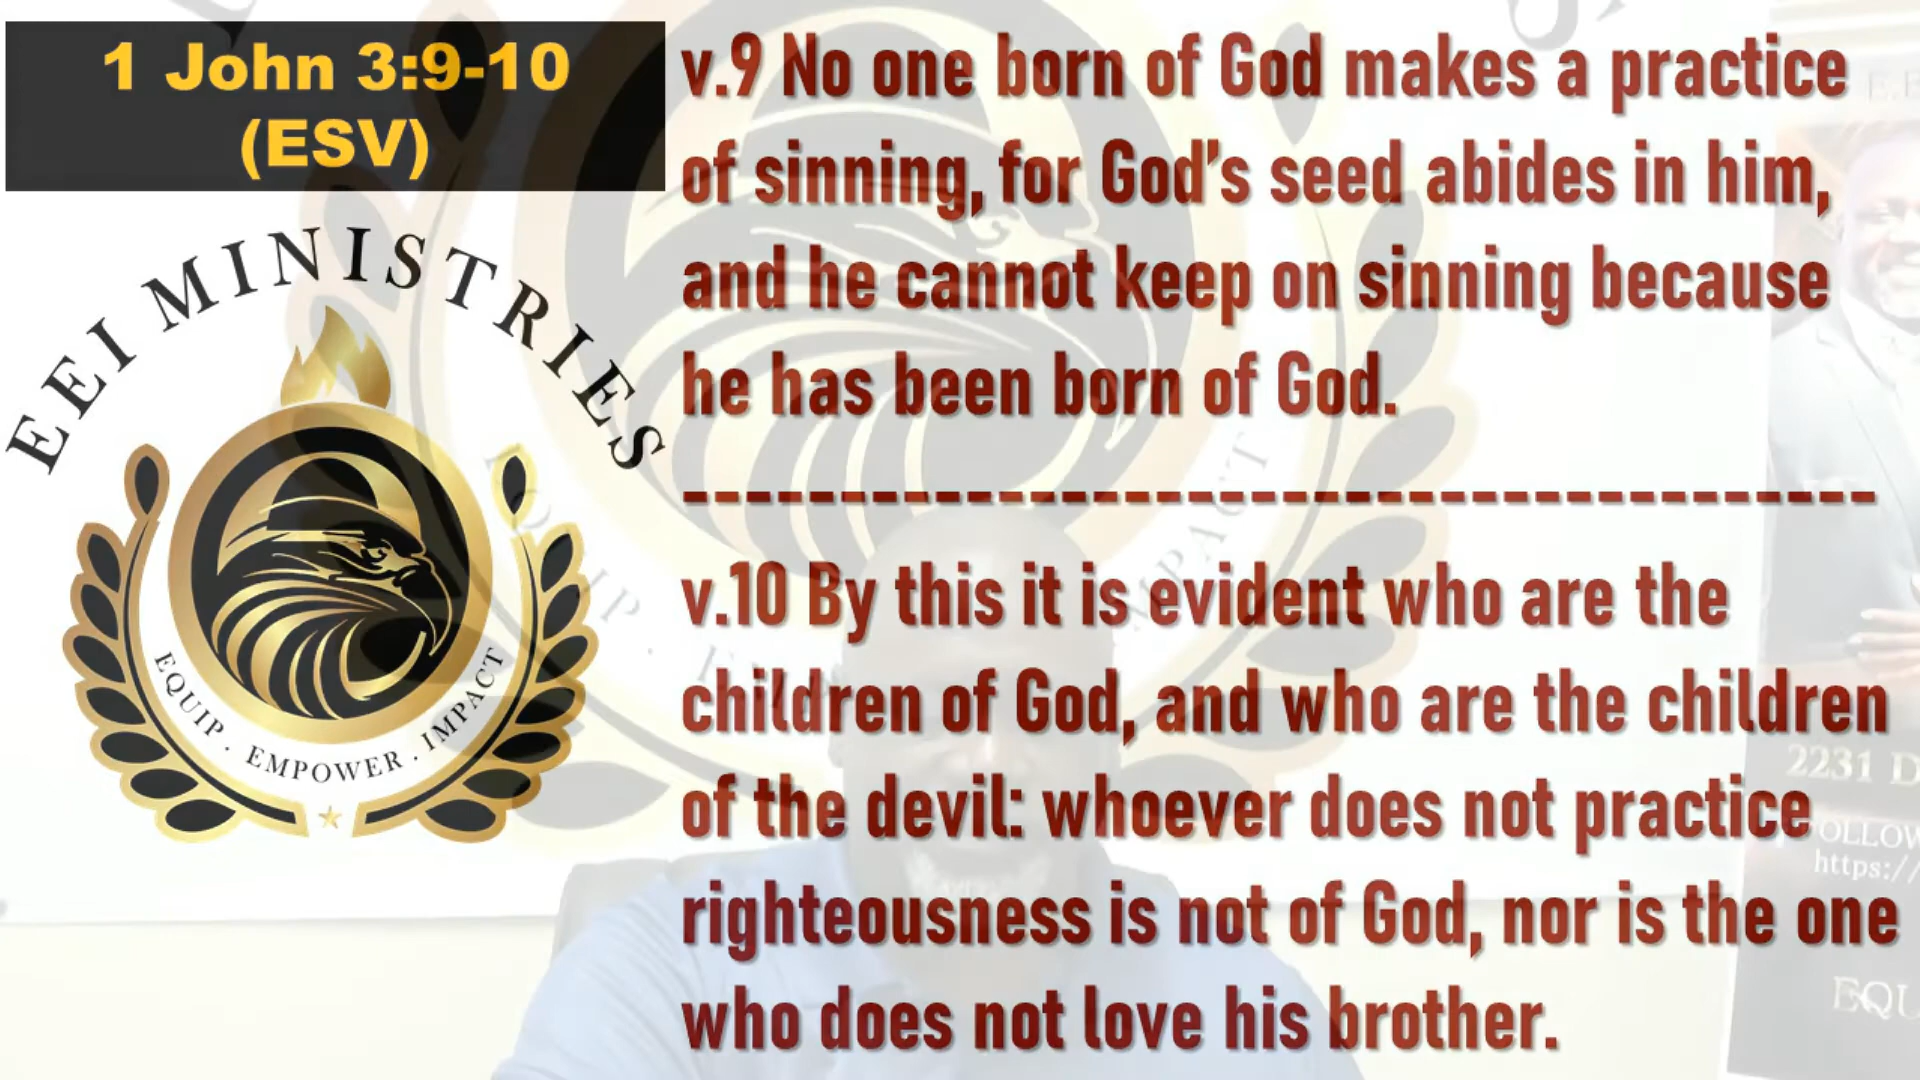 1 John 3:9-10
(ESV)
EEI MINISTRIES
EQUIP . EMPOWER . IMPACT
v.9 No one born of God makes a practice
of sinning, for God's seed abides in him,
and he cannot keep on sinning because
he has been born of God.
--------------------------------------
v.10 By this it is evident who are the
children of God, and who are the children
of the devil: whoever does not practice
righteousness is not of God, nor is the one
who does not love his brother.
2231 D
https://
EQU